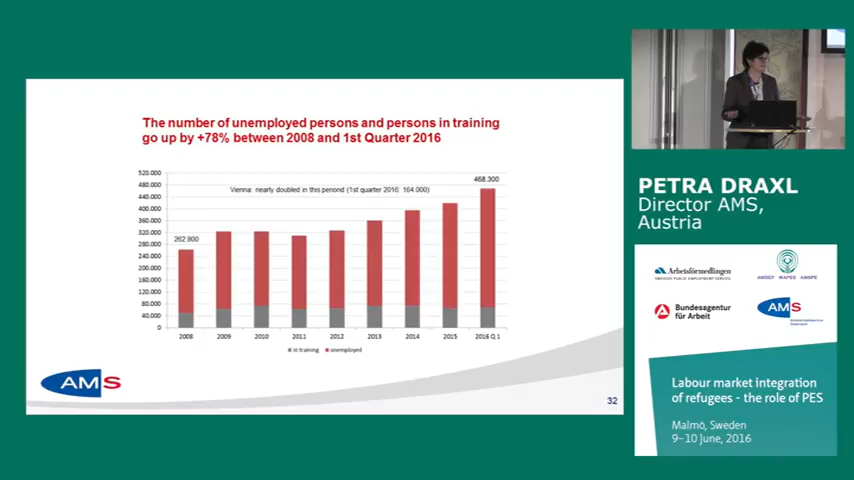 The number of unemployed persons and persons in training
go up by +78% between 2008 and 1st Quarter 2016
520.000
480.000
440.000
400.000
360.000
320.000
280.000
240.000
200.000
160.000
120.000
80.000
40.000
0
Vienna: nearly doubled in this peroind (1st quarter 2016: 164.000)
262.800
468.300
2008
2009
2010
2011
2012
2013
2014
2015
2016 Q 1
in training
unemployed
AMS
32
PETRA DRAXL
Director AMS,
Austria
Arbetsförmedlingen
SWEDISH PUBLIC EMPLOYMENT SERVICE
AMSEP WAPES AMSPE
Bundesagentur
für Arbeit
AMS
Labour market integration
of refugees - the role of PES
Malmö, Sweden
9–10 June, 2016